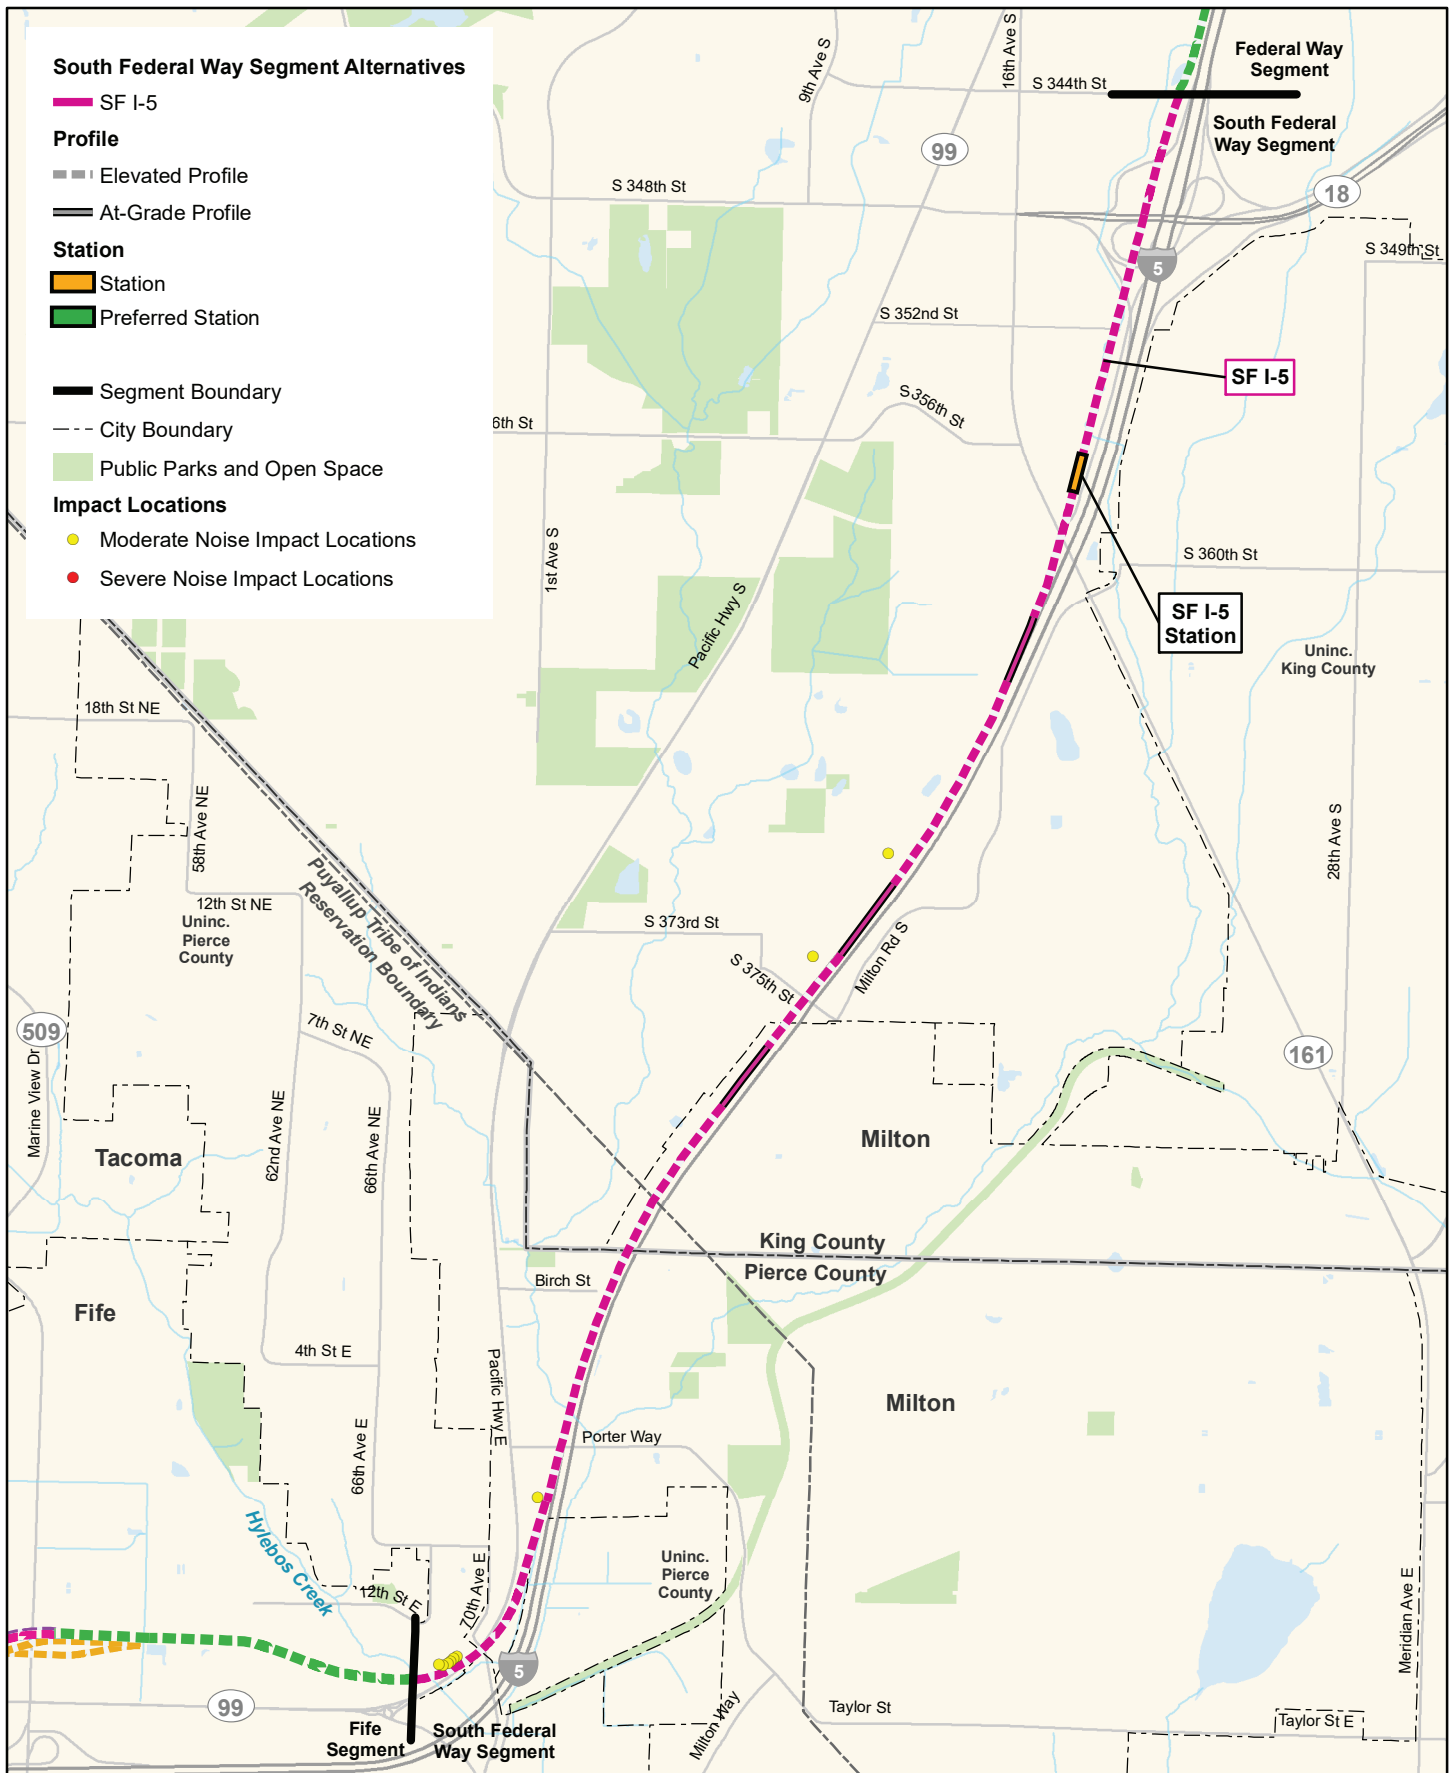 South Federal Way Segment Alternatives
SF I-5
Profile
Elevated Profile
At-Grade Profile
Station
Station
Preferred Station
Segment Boundary
City Boundary
Public Parks and Open Space
Impact Locations
Moderate Noise Impact Locations
Severe Noise Impact Locations
9th Ave S
16th Ave S
S 344th St
Federal Way
Segment
South Federal
Way Segment
99
18
S 348th St
S 349th St
5
S 352nd St
SF I-5
S 356th St
6th St
1st Ave S
S 360th St
SF I-5
Station
Pacific Hwy S
Uninc.
King County
18th St NE
58th Ave NE
28th Ave S
12th St NE
Uninc.
Pierce
County
Puyallup Tribe of Indians
Reservation Boundary
S 373rd St
S 375th St
Milton Rd S
509
7th St NE
161
Marine View Dr
62nd Ave NE
66th Ave NE
Tacoma
Milton
King County
Pierce County
Birch St
Fife
4th St E
Pacific Hwy E
Milton
66th Ave E
Porter Way
Hylebos Creek
Uninc.
Pierce
County
12th St E
70th Ave E
Meridian Ave E
5
99
Fife
Segment
South Federal
Way Segment
Milton Way
Taylor St
Taylor St E